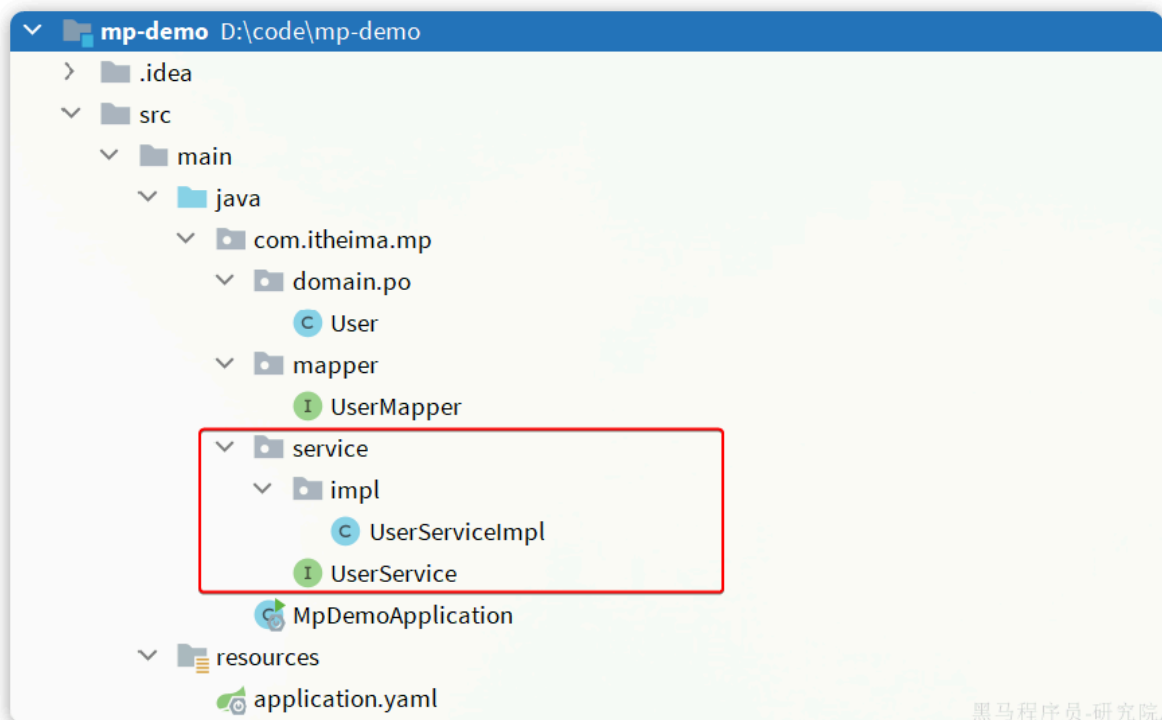 mp-demo D:\code\mp-demo
.idea
src
main
java
com.itheima.mp
domain.po
C User
mapper
I UserMapper
service
impl
C UserServiceImpl
I UserService
MpDemoApplication
resources
application.yaml
黑马程序员-研究院